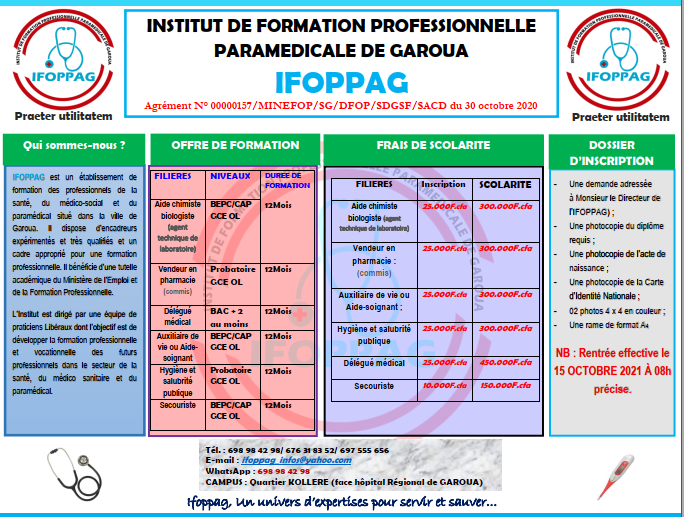 INSTITUT DE FORMATION PROFESSIONNELLE PARAMEDICALE DE GAROUA
IFOPPAG
Praeter utilitatem
INSTITUT DE FORMATION PROFESSIONNELLE
PARAMEDICALE DE GAROUA
IFOPPAG
Agrément N° 00000157/MINEFOP/SG/DFOP/SDGSF/SACD du 30 octobre 2020
INSTITUT DE FORMATION PROFESSIONNELLE PARAMEDICALE DE GAROUA
IFOPPAG
Praeter utilitatem
Qui sommes-nous ?
IFOPPAG est un établissement de
formation des professionnels de la
santé, du médico-social et du
paramédical situé dans la ville de
Garoua. Il dispose d'encadreurs
expérimentés et très qualifiés et un
cadre approprié pour une formation
professionnelle. Il bénéficie d'une tutelle
académique du Ministère de l'Emploi et
de la Formation Professionnelle.
L'Institut est dirigé par une équipe de
praticiens Libéraux dont l'objectif est de
développer la formation professionnelle
et vocationnelle des futurs
professionnels dans le secteur de la
santé, du médico sanitaire et du
paramédical.
OFFRE DE FORMATION
FILIERES NIVEAUX DUREE DE FORMATION
Aide chimiste biologiste (agent technique de laboratoire) BEPC/CAP GCE OL 12Mois
Vendeur en pharmacie (commis) Probatoire GCE OL 12Mois
Délégué médical BAC + 2 au moins 12Mois
Auxiliaire de vie ou Aide-soignant BEPC/CAP GCE OL 12Mois
Hygiène et salubrité publique Probatoire GCE OL 12Mois
Secouriste BEPC/CAP GCE OL 12Mois
FRAIS DE SCOLARITE
FILIERES Inscription SCOLARITE
Aide chimiste biologiste (agent technique de laboratoire) 25.000F.cfa 300.000F.cfa
Vendeur en pharmacie : (commis) 25.000F.cfa 300.000F.cfa
Auxiliaire de vie ou Aide-soignant ; 25.000F.cfa 300.000F.cfa
Hygiène et salubrité publique 25.000F.cfa 300.000F.cfa
Délégué médical 25.000F.cfa 450.000F.cfa
Secouriste 10.000F.cfa 150.000F.cfa
DOSSIER
D'INSCRIPTION
- Une demande adressée
à Monsieur le Directeur de
l'IFOPPAG) ;
- Une photocopie du diplôme
requis ;
- Une photocopie de l'acte de
naissance ;
- Une photocopie de la Carte
d'Identité Nationale ;
- 02 photos 4 x 4 en couleur ;
- Une rame de format A4
NB : Rentrée effective le
15 OCTOBRE 2021 À 08h
précise.
Tél. : 698 98 42 98/ 676 31 83 52/ 697 555 656
E-mail : ifoppag_infos@yahoo.com
WhatsApp : 698 98 42 98
CAMPUS : Quartier KOLLERE (face hôpital Régional de GAROUA)
Ifoppag, Un univers d'expertises pour servir et sauver...